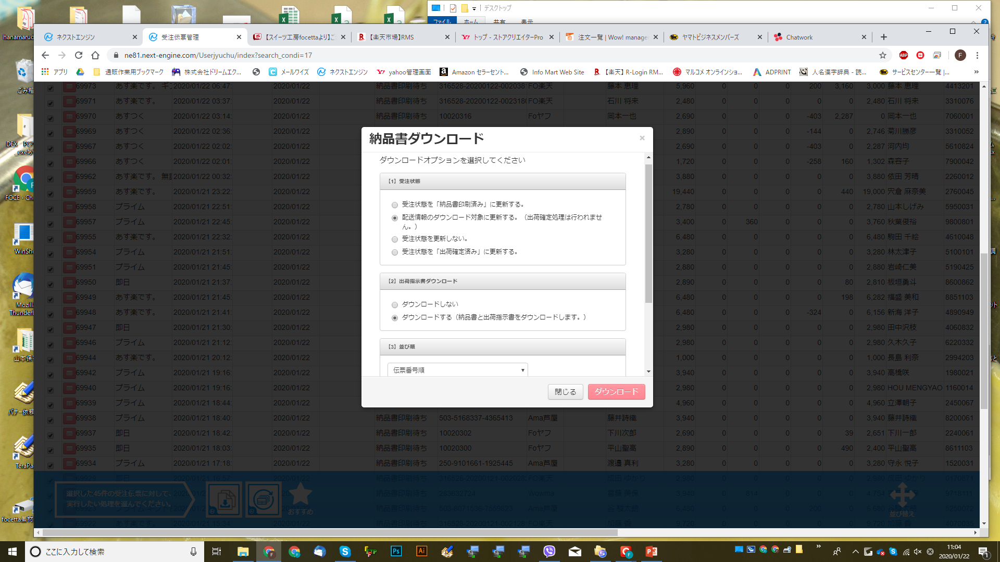 デスクトップ
ファイル ホーム 共有 表示
ネクストエンジン
受注伝票管理
【スイーツ工房focettaより】ご
【楽天市場】RMS
トップ - ストアクリエイターPro
注文一覧 | Wow! manage
ヤマトビジネスメンバーズ
Chatwork
ne81.next-engine.com/Userjyuchu/index?search_condi=17
アプリ
通販作業用ブックマーク
株式会社ドリームエク...
メールワイズ
ネクストエンジン
yahoo管理画面
Amazon セラーセント...
Info Mart Web Site
【楽天】R-Login RM...
マルコメ オンラインショ...
ADPRINT
人名漢字辞典 - 読...
サービスセンター一覧 |...
69973 あす楽です。 ギフ 2020/01/22 06:47: 2020/01/22 納品書印刷待ち 316528-20200122-002038 FO楽天 藤本 恵理 5,960 0 0 0 200 3,160 3,000 藤本 恵理 4413201
69971 あす楽です。 2020/01/22 03:37: 2020/01/22 納品書印刷待ち 316528-20200122-0023180 FO楽天 石川 将来 2,480 0 0 0 0 0 2,480 石川 将来 3310076
69970 あすつく 2020/01/22 03:14: 2020/01/22 納品書印刷待ち 10020316 Foヤフ 岡本一也 2,690 0 0 0 -403 2,287 0 岡本一也 7060001
69969 あすつく 2020/01/22 02:36: 2020/01/22 2,890 0 0 0 -144 0 2,746 菊川勝彦 3310052
69967 あすつく 2020/01/22 02:02: 2020/01/22 2,690 0 0 0 -403 0 2,287 河内均 5610824
69966 あすつく 2020/01/22 02:01: 2020/01/22 1,720 0 0 0 -258 160 1,302 森容子 7900042
69962 あす楽です。 無記 2020/01/22 00:32: 2020/01/22 3,880 0 0 0 0 0 3,880 依田 芳晴 2260012
69959 あす楽です。 2020/01/21 23:22: 2020/01/22 19,440 0 0 0 0 440 19,000 宍倉 麻奈美 2760045
69958 プライム 2020/01/21 22:51: 2020/01/22 2,780 0 0 0 0 0 2,780 山本しげみ 5950031
69957 プライム 2020/01/21 22:45: 2020/01/22 3,400 0 360 0 0 0 3,760 秋葉俊裕 9800801
69955 あす楽です。 2020/01/21 22:32: 2020/01/22 6,480 0 0 0 0 0 6,480 駒田 千絵 4610048
69954 プライム 2020/01/21 21:51: 2020/01/22 3,280 0 0 0 0 0 3,280 林太津子 5100101
69951 プライム 2020/01/21 21:45: 2020/01/22 2,880 0 0 0 0 0 2,880 岩崎仁美 5190425
69950 即日 2020/01/21 21:37: 2020/01/22 2,890 0 0 0 0 80 2,810 板垣勇斗 8600862
69949 あす楽です。 2020/01/21 21:45: 2020/01/22 6,480 0 0 0 0 198 6,282 福盛 美和 8851103
69948 あす楽です。 2020/01/21 21:41: 2020/01/22 6,480 0 0 0 -324 0 6,156 新海 洋子 4890949
69947 即日 2020/01/21 21:30: 2020/01/22 2,980 0 0 0 0 0 2,980 田中沢枝 4060832
69946 プライム 2020/01/21 21:12: 2020/01/22 2,980 0 0 0 0 0 2,980 久木久子 6220332
69944 あす楽です。 2020/01/21 20:12: 2020/01/22 1,000 0 0 0 0 0 1,000 長島 利奈 2994203
69942 プライム 2020/01/21 19:16: 2020/01/22 3,940 0 0 0 0 0 3,940 高橋咲 1980021
69940 プライム 2020/01/21 19:16: 2020/01/22 2,980 0 0 0 0 0 2,980 HOU MENGYAO 1160014
69939 プライム 2020/01/21 18:44: 2020/01/22 4,960 0 0 0 0 0 4,960 立澤朝子 2450067
69938 プライム 2020/01/21 18:40: 2020/01/22 納品書印刷待ち 503-5168337-4365413 Ama芦屋 藤井詩織 3,940 0 0 0 0 0 3,940 藤井詩織 8200061
69937 即日 2020/01/21 18:42: 2020/01/22 納品書印刷待ち 10020302 Foヤフ 下川次郎 2,690 0 0 0 0 39 2,651 下川一郎 2240061
69935 即日 2020/01/21 18:03: 2020/01/22 納品書印刷待ち 10020300 Foヤフ 平山聖高 2,890 0 0 0 0 490 2,400 平山聖高 8611103
69934 プライム 2020/01/21 17:18: 2020/01/22 納品書印刷待ち 250-9101661-1925445 Ama芦屋 渡邉 真利 3,280 0 0 0 0 0 3,280 守永 悦子 1520031
納品書ダウンロード
ダウンロードオプションを選択してください
【1】受注状態
受注状態を「納品書印刷済み」に更新する。
配送情報のダウンロード対象に更新する。（出荷確定処理は行われませ
ん。）
受注状態を更新しない。
受注状態を「出荷確定済み」に更新する。
【2】出荷指示書ダウンロード
ダウンロードしない
ダウンロードする（納品書と出荷指示書をダウンロードします。）
【3】並び順
伝票番号順
閉じる
ダウンロード
選択した45件の受注伝票に対して、
実行したい処理を選んでください。
おすすめ
並び替え
ごみ箱
FOCE - Ch
WinSho
Mozill
Thunderb
山本保
バナー依頼
TeraPa
focetta素材
ここに入力して検索
11:04
2020/01/22